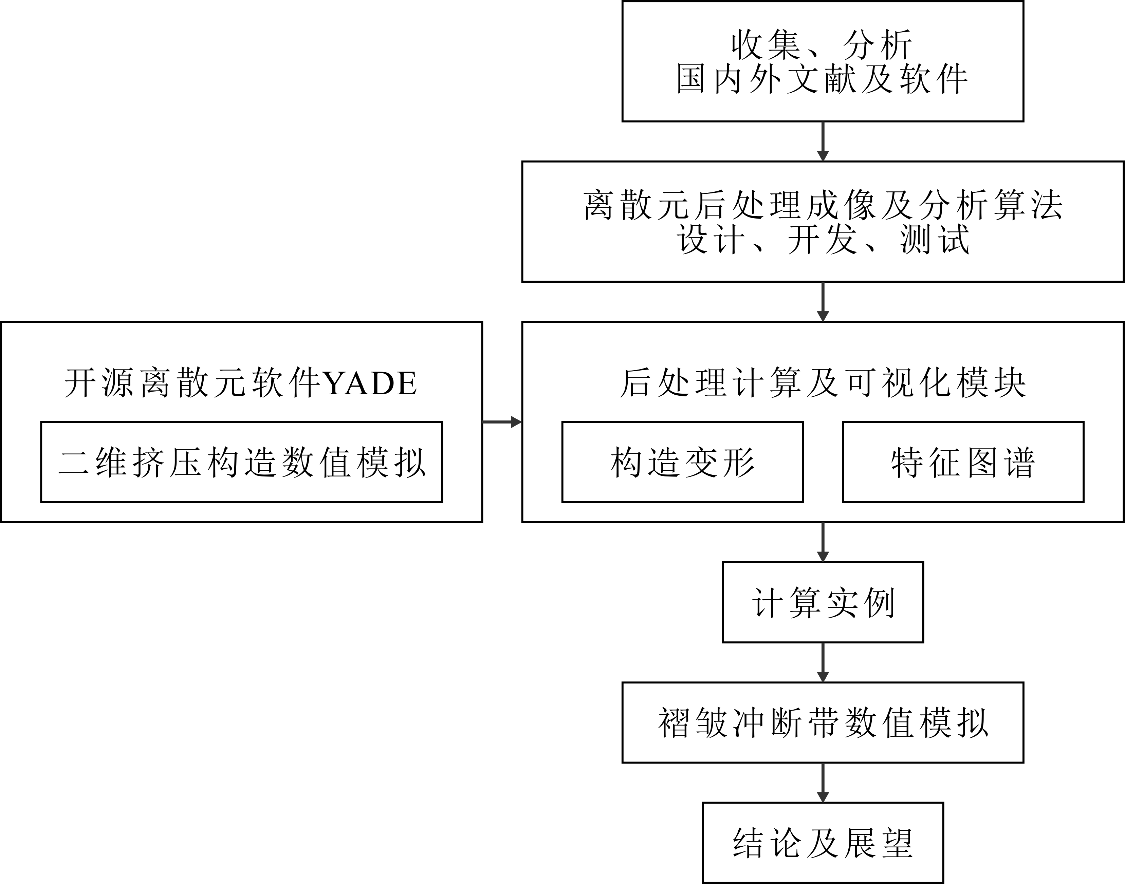 收集、分析
国内外文献及软件
离散元后处理成像及分析算法
设计、开发、测试
开源离散元软件YADE
二维挤压构造数值模拟
后处理计算及可视化模块
构造变形
特征图谱
计算实例
褶皱冲断带数值模拟
结论及展望